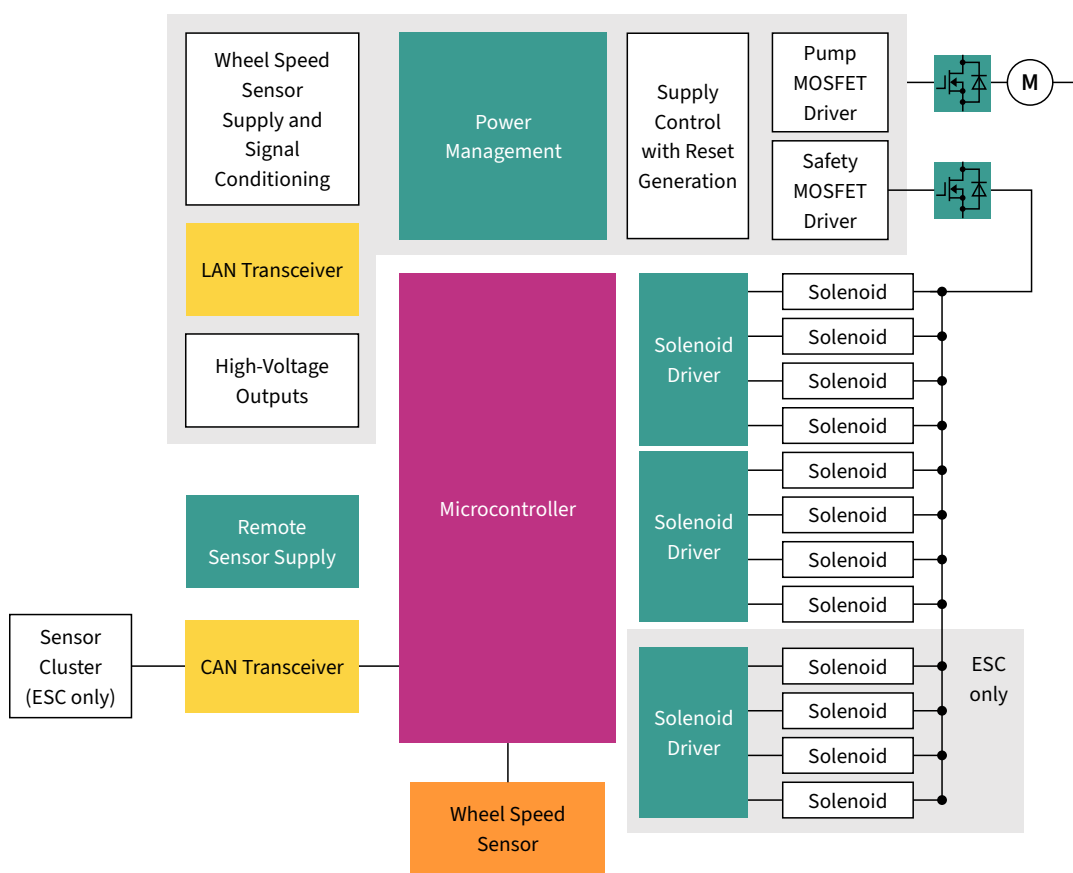 Wheel Speed
Sensor
Supply and
Signal
Conditioning
Power
Management
Supply
Control
with Reset
Generation
Pump
MOSFET
Driver
M
Safety
MOSFET
Driver
LAN Transceiver
High-Voltage
Outputs
Microcontroller
Solenoid
Driver
Solenoid
Solenoid
Solenoid
Solenoid
Solenoid
Driver
Solenoid
Solenoid
Solenoid
Solenoid
Remote
Sensor Supply
Sensor
Cluster
(ESC only)
CAN Transceiver
Solenoid
Driver
Solenoid
Solenoid
Solenoid
Solenoid
ESC
only
Wheel Speed
Sensor